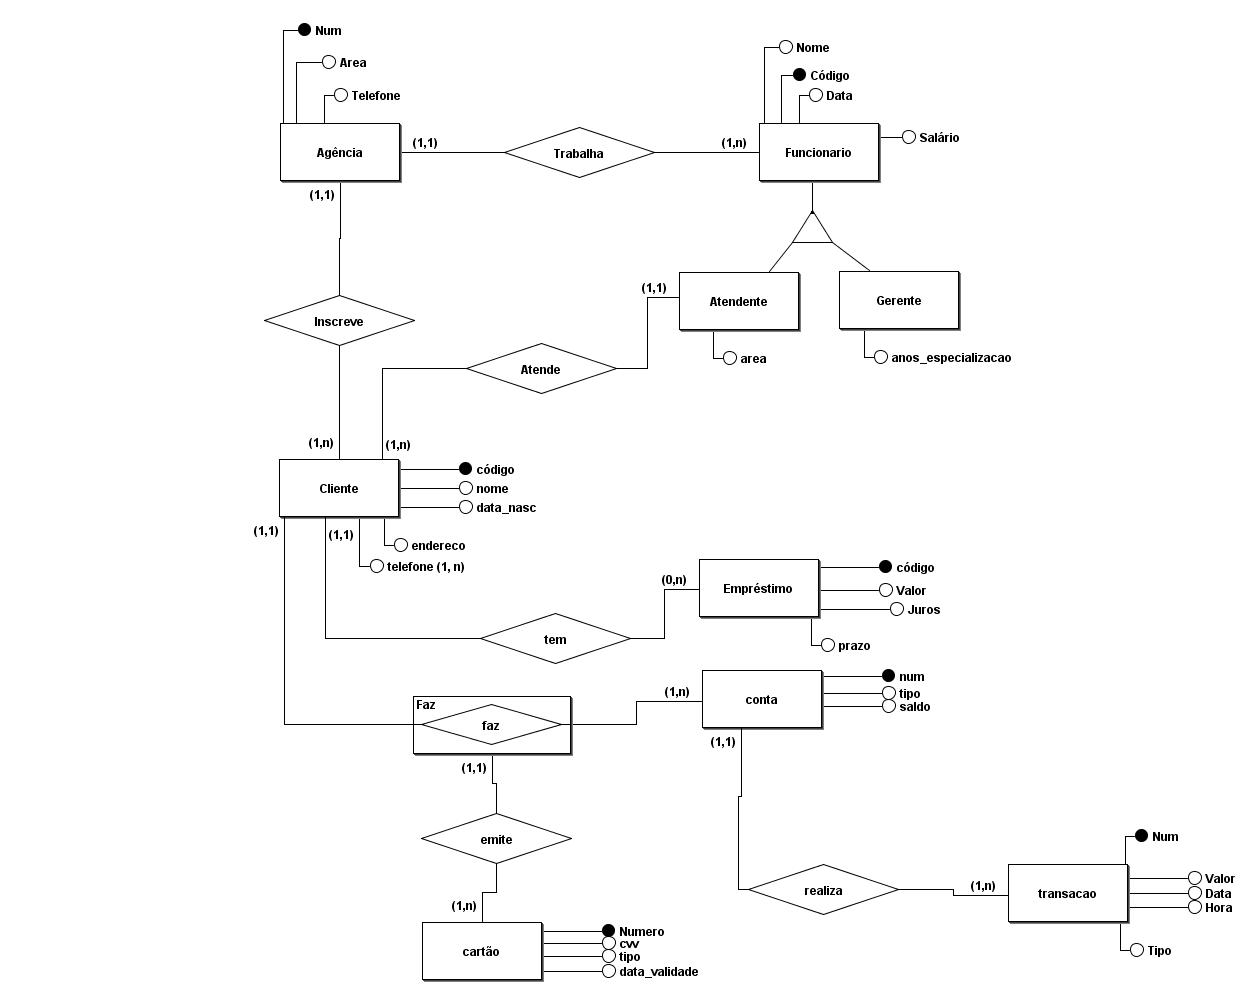 Num
Area
Telefone
Nome
Código
Data
Salário
Agência
(1,1)
Trabalha
(1,n)
Funcionario
(1,1)
Inscreve
(1,1)
Atendente
Gerente
area
anos_especializacao
Atende
(1,n)
(1,n)
Cliente
código
nome
data_nasc
(1,1)
(1,1)
endereco
telefone (1, n)
(0,n)
Empréstimo
código
Valor
Juros
tem
prazo
(1,n)
conta
num
tipo
saldo
Faz
faz
(1,1)
(1,1)
emite
realiza
(1,n)
transacao
Num
Valor
Data
Hora
Tipo
(1,n)
cartão
Numero
cvv
tipo
data_validade